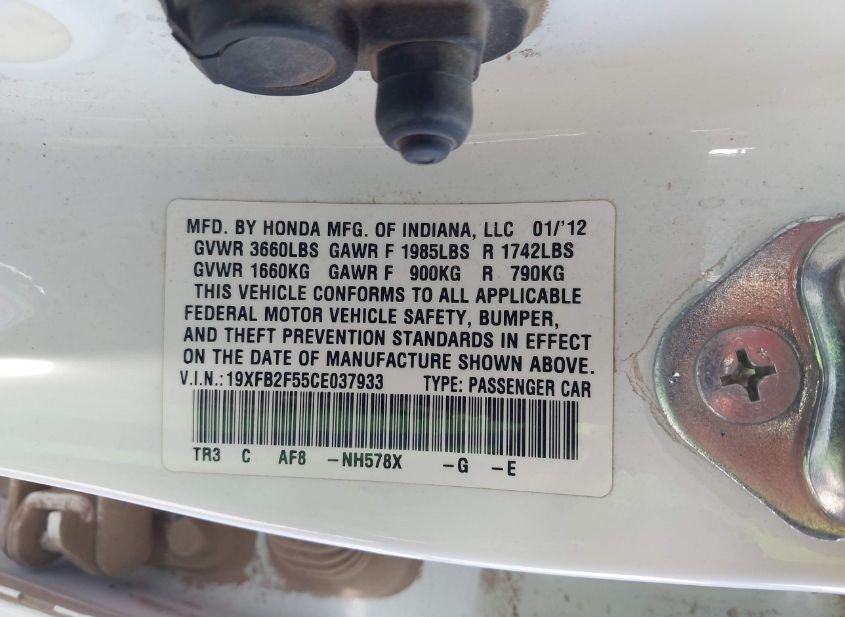 MFD. BY HONDA MFG. OF INDIANA, LLC 01/'12
GVWR 3660LBS GAWR F 1985LBS R 1742LBS
GVWR 1660KG GAWR F 900KG R 790KG
THIS VEHICLE CONFORMS TO ALL APPLICABLE
FEDERAL MOTOR VEHICLE SAFETY, BUMPER,
AND THEFT PREVENTION STANDARDS IN EFFECT
ON THE DATE OF MANUFACTURE SHOWN ABOVE.
V.I.N.:19XFB2F55CE037933 TYPE: PASSENGER CAR
TR3 C AF8 -NH578X -G -E